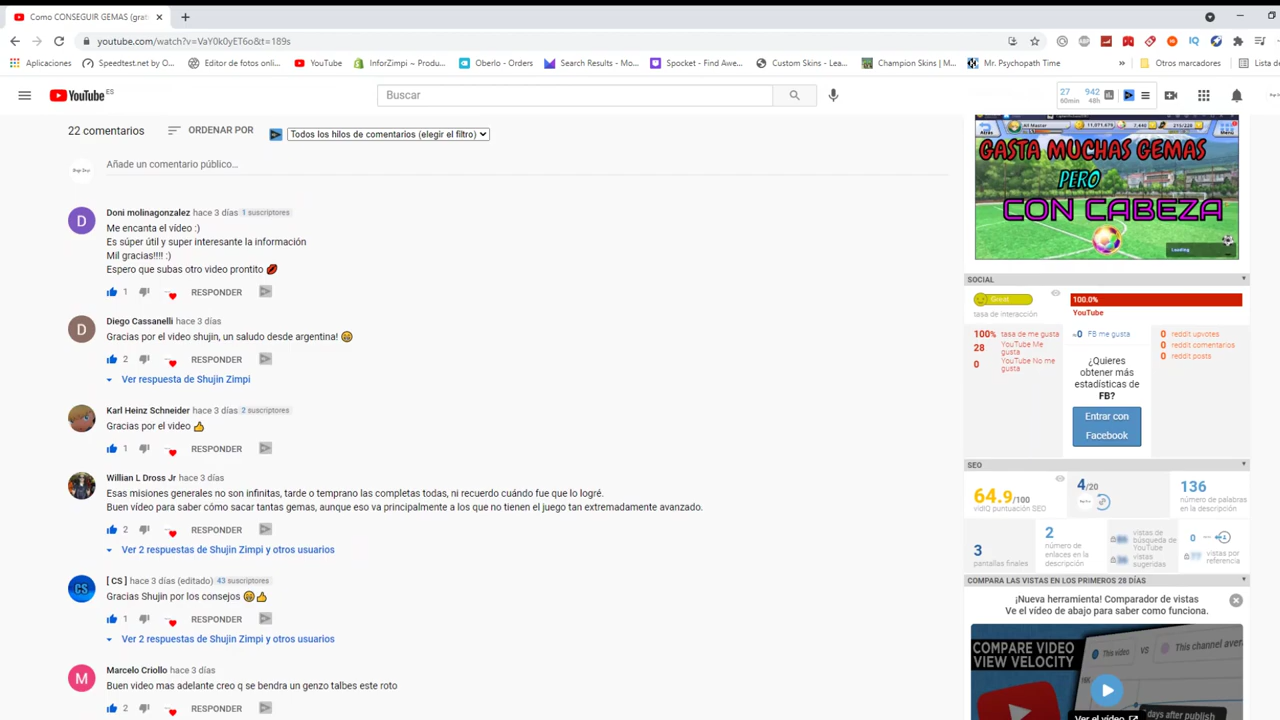 Como CONSEGUIR GEMAS (grat
youtube.com/watch?v=VaY0k0yET6o&t=189s
Aplicaciones
Speedtest.net by O...
Editor de fotos onli...
YouTube
InforZimpi ~ Produ...
Oberlo - Orders
Search Results - Mo...
Spocket - Find Awe...
Custom Skins - Lea...
Champion Skins | M...
Mr. Psychopath Time
»
Otros marcadores
Lista de
YouTube ES
Buscar
27 60min
942 48h
22 comentarios
ORDENAR POR
Todos los hilos de comentarios (elegir el filtro)
Añade un comentario público...
Doni molinagonzalez hace 3 días 1 suscriptores
Me encanta el vídeo :)
Es súper útil y super interesante la información
Mil gracias!!!! :)
Espero que subas otro video prontito 💋
1 RESPONDER
Diego Cassanelli hace 3 días
Gracias por el video shujin, un saludo desde argentina! 😄
2 RESPONDER
Ver respuesta de Shujin Zimpi
Karl Heinz Schneider hace 3 días 2 suscriptores
Gracias por el video 👍
1 RESPONDER
Willian L Dross Jr hace 3 días
Esas misiones generales no son infinitas, tarde o temprano las completas todas, ni recuerdo cuándo fue que lo logré.
Buen vídeo para saber cómo sacar tantas gemas, aunque eso va principalmente a los que no tienen el juego tan extremadamente avanzado.
2 RESPONDER
Ver 2 respuestas de Shujin Zimpi y otros usuarios
CS
[ CS ] hace 3 días (editado) 43 suscriptores
Gracias Shujin por los consejos 😄👍
1 RESPONDER
Ver 2 respuestas de Shujin Zimpi y otros usuarios
M
Marcelo Criollo hace 3 días
Buen video mas adelante creo q se bendra un genzo talbes este roto
2 RESPONDER
Atrás
Menú
GASTA MUCHAS GEMAS
PERO
CON CABEZA
Loading
SOCIAL
Great
tasa de interacción
100.0%
YouTube
100% tasa de me gusta
28 YouTube Me gusta
0 YouTube No me gusta
0 FB me gusta
¿Quieres
obtener más
estadísticas de
FB?
Entrar con
Facebook
0 reddit upvotes
0 reddit comentarios
0 reddit posts
SEO
64.9/100
vidIQ puntuación SEO
4/20
136
número de palabras
en la descripción
3
pantallas finales
2
número de
enlaces en la
descripción
vistas de
búsqueda de
YouTube
vistas
sugeridas
0
vistas por
referencia
COMPARA LAS VISTAS EN LOS PRIMEROS 28 DÍAS
¡Nueva herramienta! Comparador de vistas
Ve el vídeo de abajo para saber como funciona.
COMPARE VIDEO
VIEW VELOCITY
This video
VS
This channel aver
days after publish
Ver el vídeo